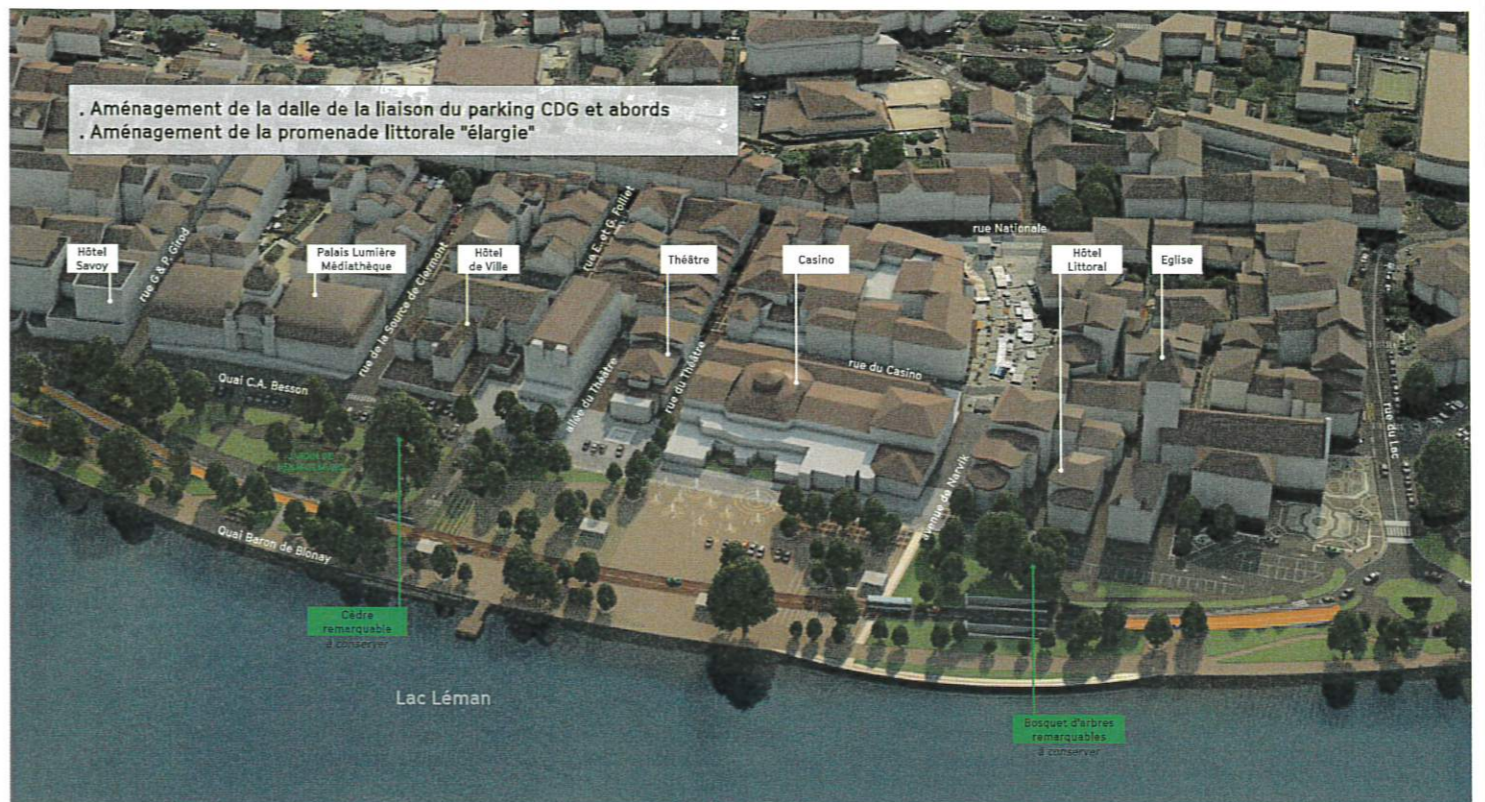 . Aménagement de la dalle de la liaison du parking CDG et abords
. Aménagement de la promenade littorale "élargie"
Hôtel
Savoy
rue G & P. Girod
Palais Lumière
Médiathèque
rue de la Source de Clermont
Hôtel
de Ville
rue E. et G. Folliet
Théâtre
Casino
rue Nationale
Hôtel
Littoral
Eglise
Quai C.A. Besson
allée du Théâtre
rue du Théâtre
rue du Casino
avenue de Narvik
rue du Lac
JARDIN DE
Quai Baron de Blonay
Cèdre
remarquable
à conserver
Lac Léman
Bosquet d'arbres
remarquables
à conserver